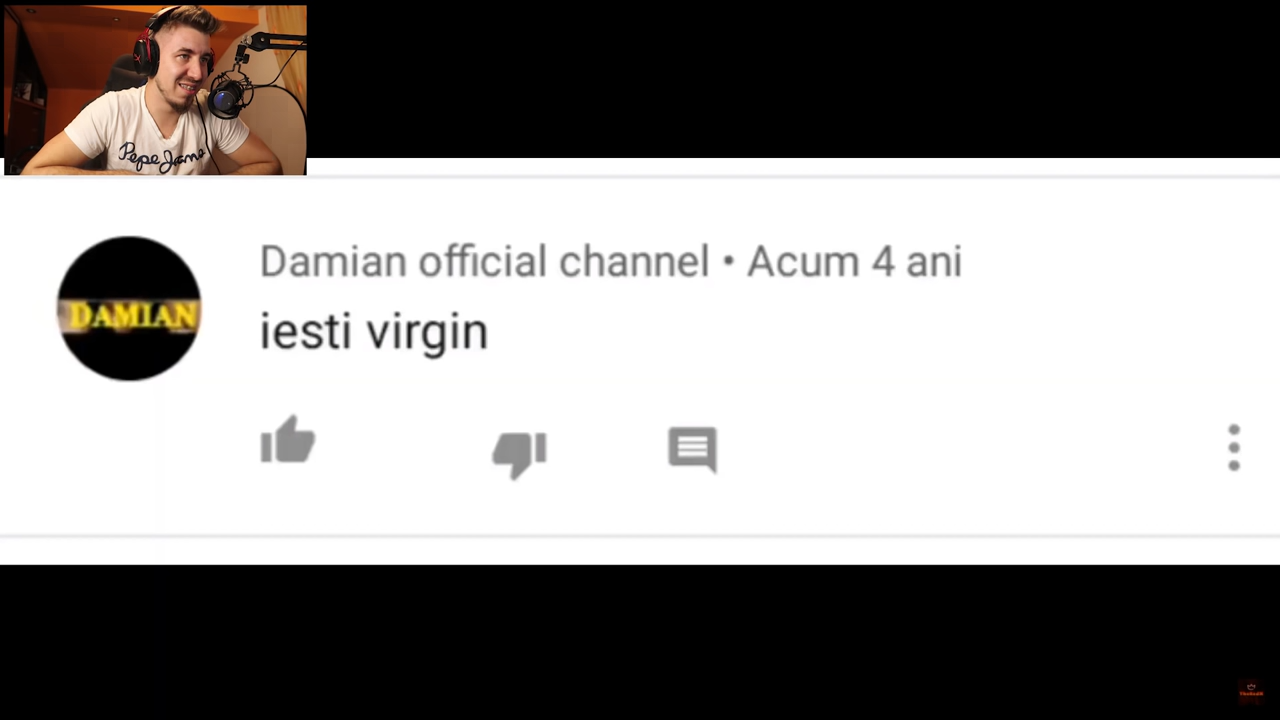 Pepe Jeans
Damian official channel • Acum 4 ani
DAMIAN
iesti virgin